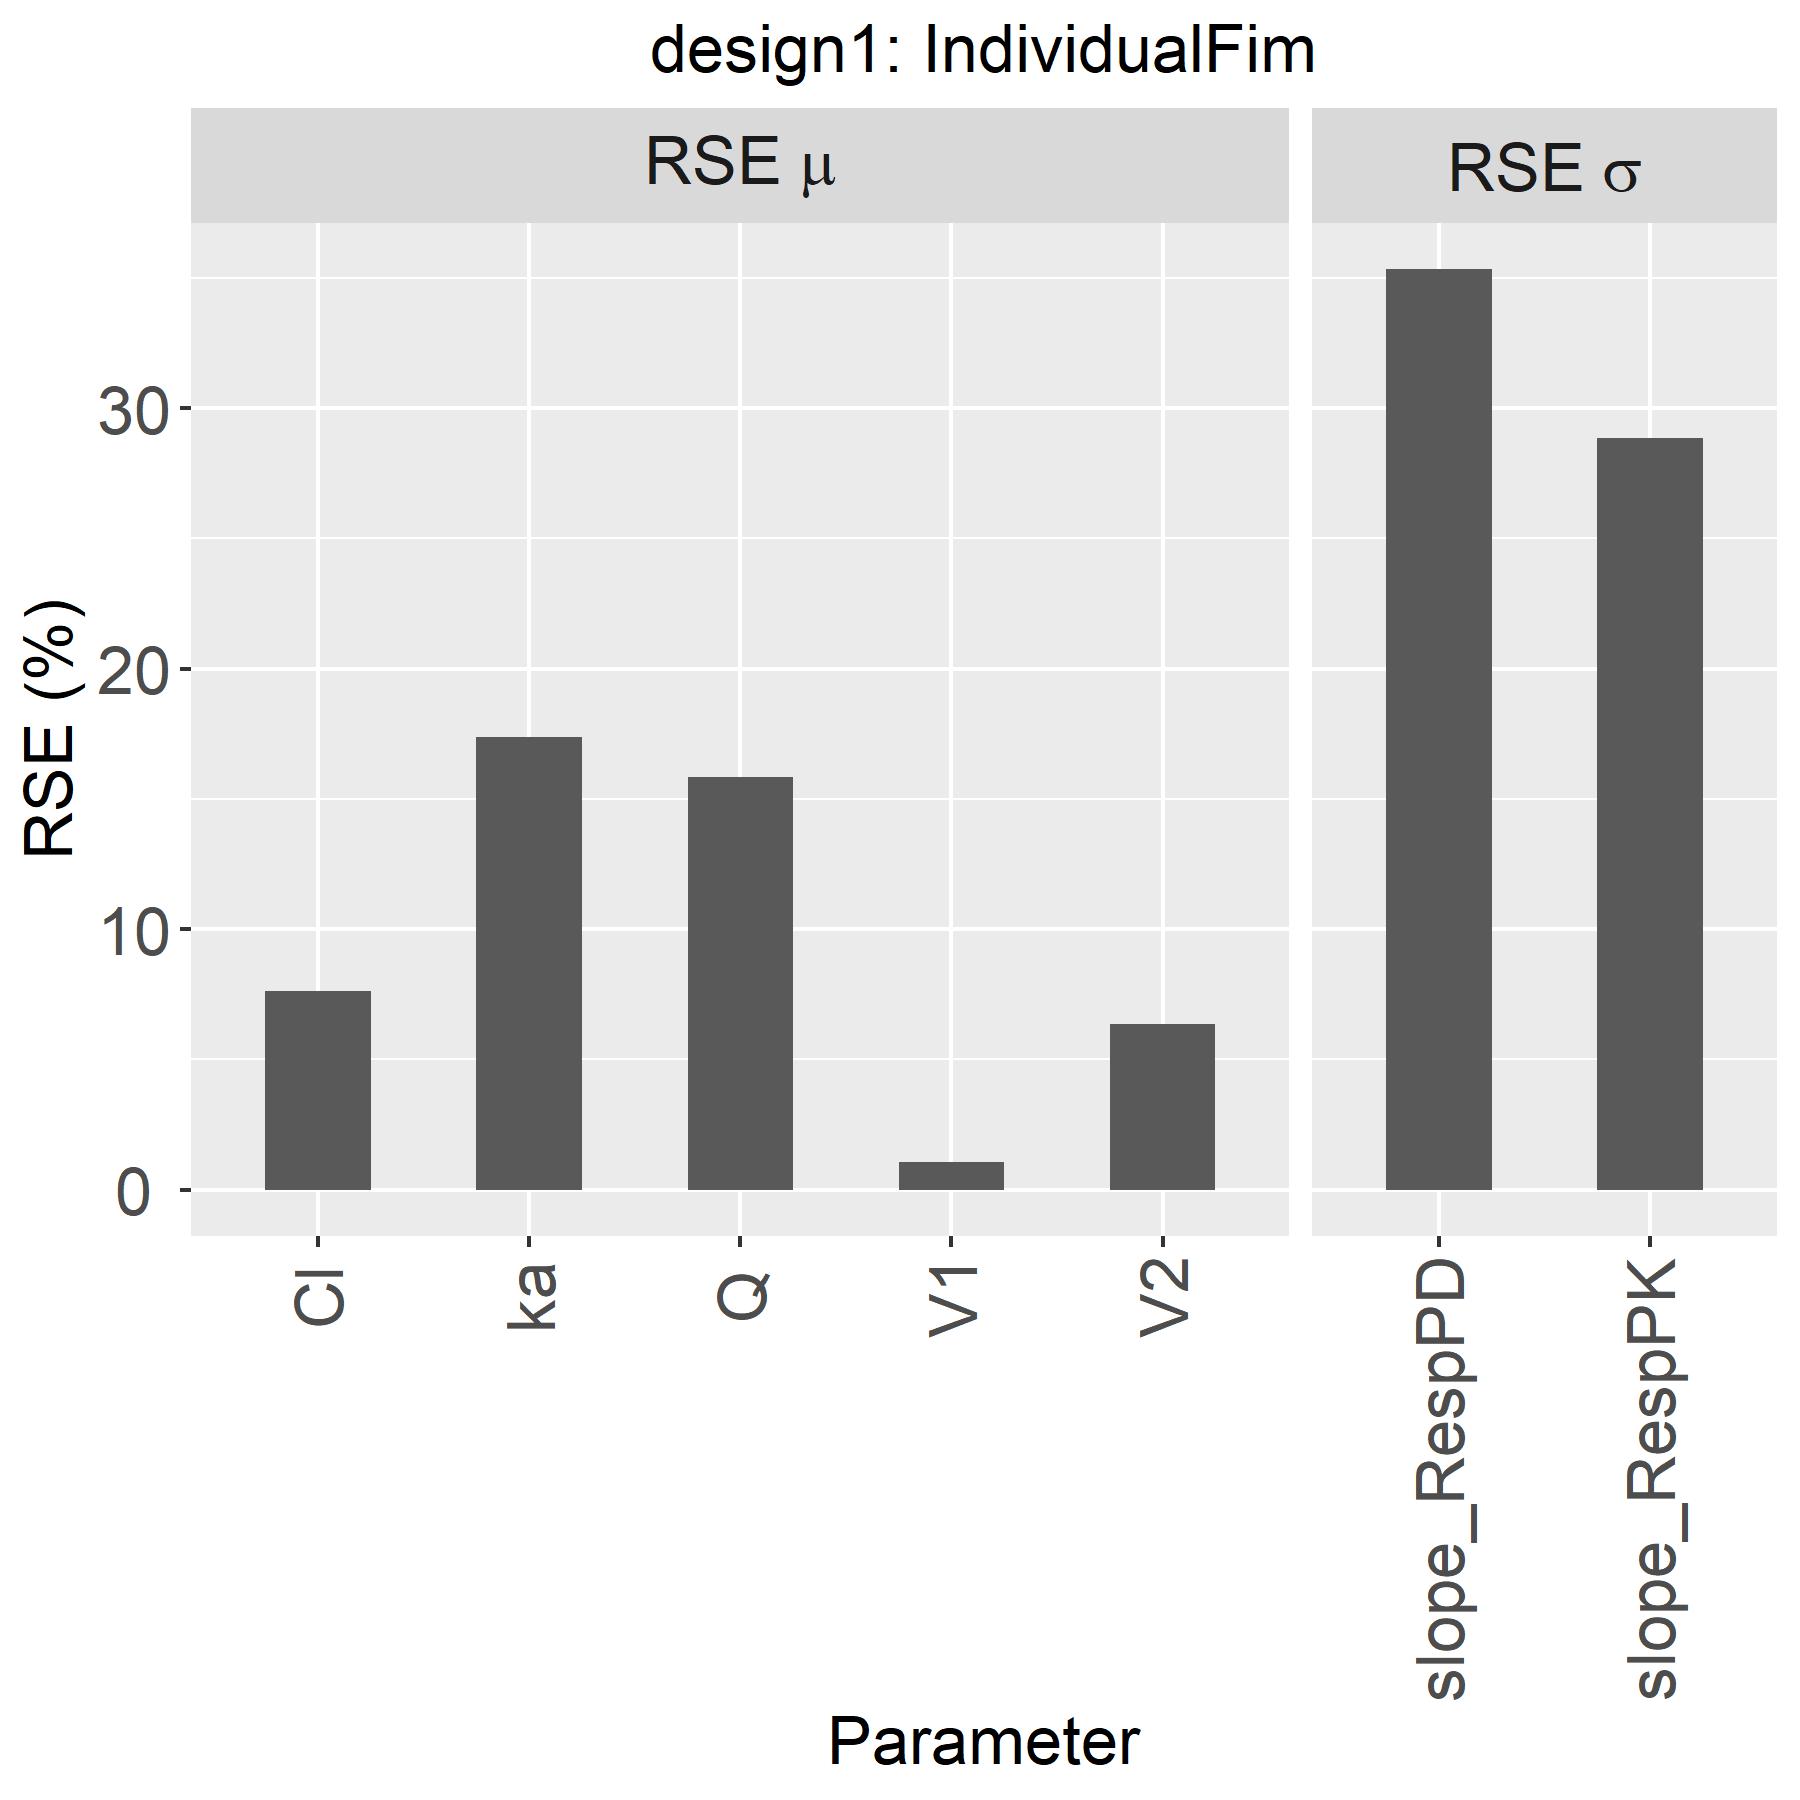 design1: IndividualFim
RSE μ
RSE σ
RSE (%)
30
20
10
0
Cl
ka
Q
V1
V2
slope_RespPD
slope_RespPK
Parameter